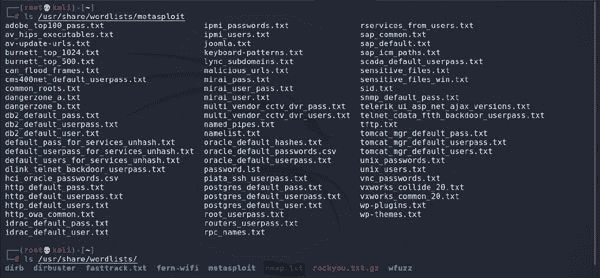 (root kali)-[~]
# ls /usr/share/wordlists/metasploit
adobe_top100_pass.txt ipmi_passwords.txt rservices_from_users.txt
av_hips_executables.txt ipmi_users.txt sap_common.txt
av-update-urls.txt joomla.txt sap_default.txt
burnett_top_1024.txt keyboard-patterns.txt sap_icm_paths.txt
burnett_top_500.txt lync_subdomains.txt scada_default_userpass.txt
can_flood_frames.txt malicious_urls.txt sensitive_files.txt
cms400net_default_userpass.txt mirai_pass.txt sensitive_files_win.txt
common_roots.txt mirai_user_pass.txt sid.txt
dangerzone_a.txt mirai_user.txt snmp_default_pass.txt
dangerzone_b.txt multi_vendor_cctv_dvr_pass.txt telerik_ui_asp_net_ajax_versions.txt
db2_default_pass.txt multi_vendor_cctv_dvr_users.txt telnet_cdata_ftth_backdoor_userpass.txt
db2_default_userpass.txt named_pipes.txt tftp.txt
db2_default_user.txt namelist.txt tomcat_mgr_default_pass.txt
default_pass_for_services_unhash.txt oracle_default_hashes.txt tomcat_mgr_default_userpass.txt
default_userpass_for_services_unhash.txt oracle_default_passwords.csv tomcat_mgr_default_users.txt
default_users_for_services_unhash.txt oracle_default_userpass.txt unix_passwords.txt
dlink_telnet_backdoor_userpass.txt password.lst unix_users.txt
hci_oracle_passwords.csv piata_ssh_userpass.txt vnc_passwords.txt
http_default_pass.txt postgres_default_pass.txt vxworks_collide_20.txt
http_default_userpass.txt postgres_default_userpass.txt vxworks_common_20.txt
http_default_users.txt postgres_default_user.txt wp-plugins.txt
http_owa_common.txt root_userpass.txt wp-themes.txt
idrac_default_pass.txt routers_userpass.txt
idrac_default_user.txt rpc_names.txt
(root kali)-[~]
# ls /usr/share/wordlists/
dirb dirbuster fasttrack.txt fern-wifi metasploit nmap.lst rockyou.txt.gz wfuzz